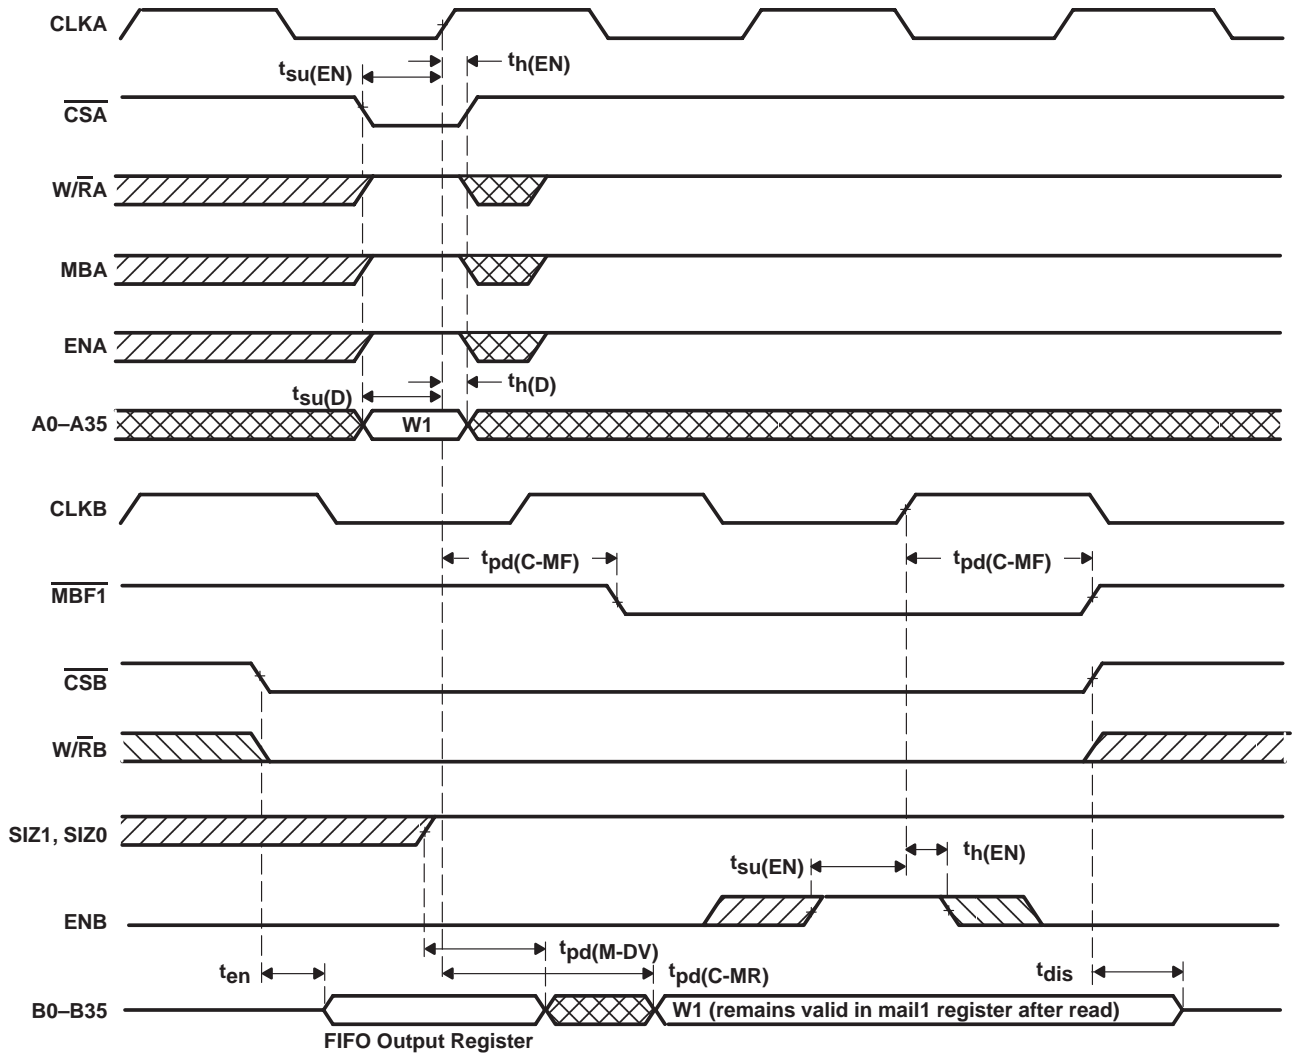 CLKA
tsu(EN)
th(EN)
CSA
W/RA
MBA
ENA
tsu(D)
th(D)
A0–A35
W1
CLKB
tpd(C-MF)
tpd(C-MF)
MBF1
CSB
W/RB
SIZ1, SIZ0
tsu(EN)
th(EN)
ENB
tpd(M-DV)
ten
tpd(C-MR)
tdis
B0–B35
W1 (remains valid in mail1 register after read)
FIFO Output Register